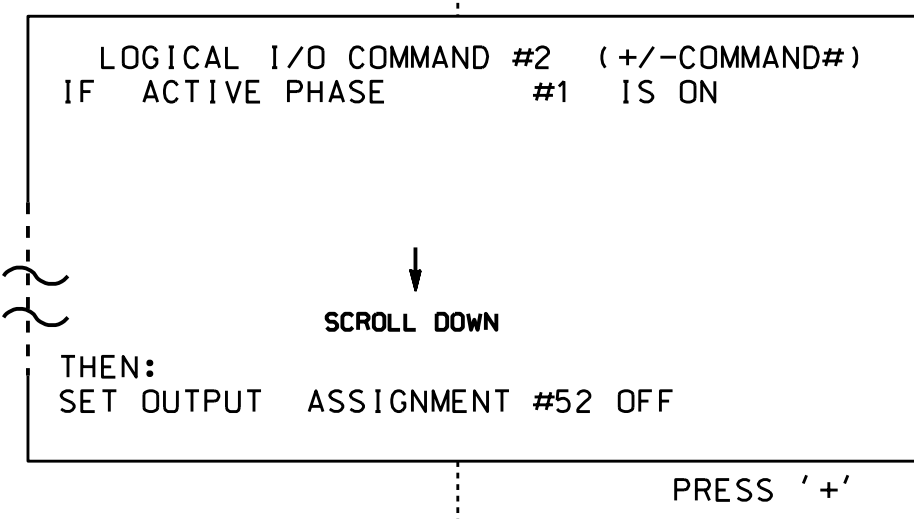 LOGICAL I/O COMMAND #2 (+/-COMMAND#)
IF ACTIVE PHASE #1 IS ON
SCROLL DOWN
THEN:
SET OUTPUT ASSIGNMENT #52 OFF
PRESS '+'